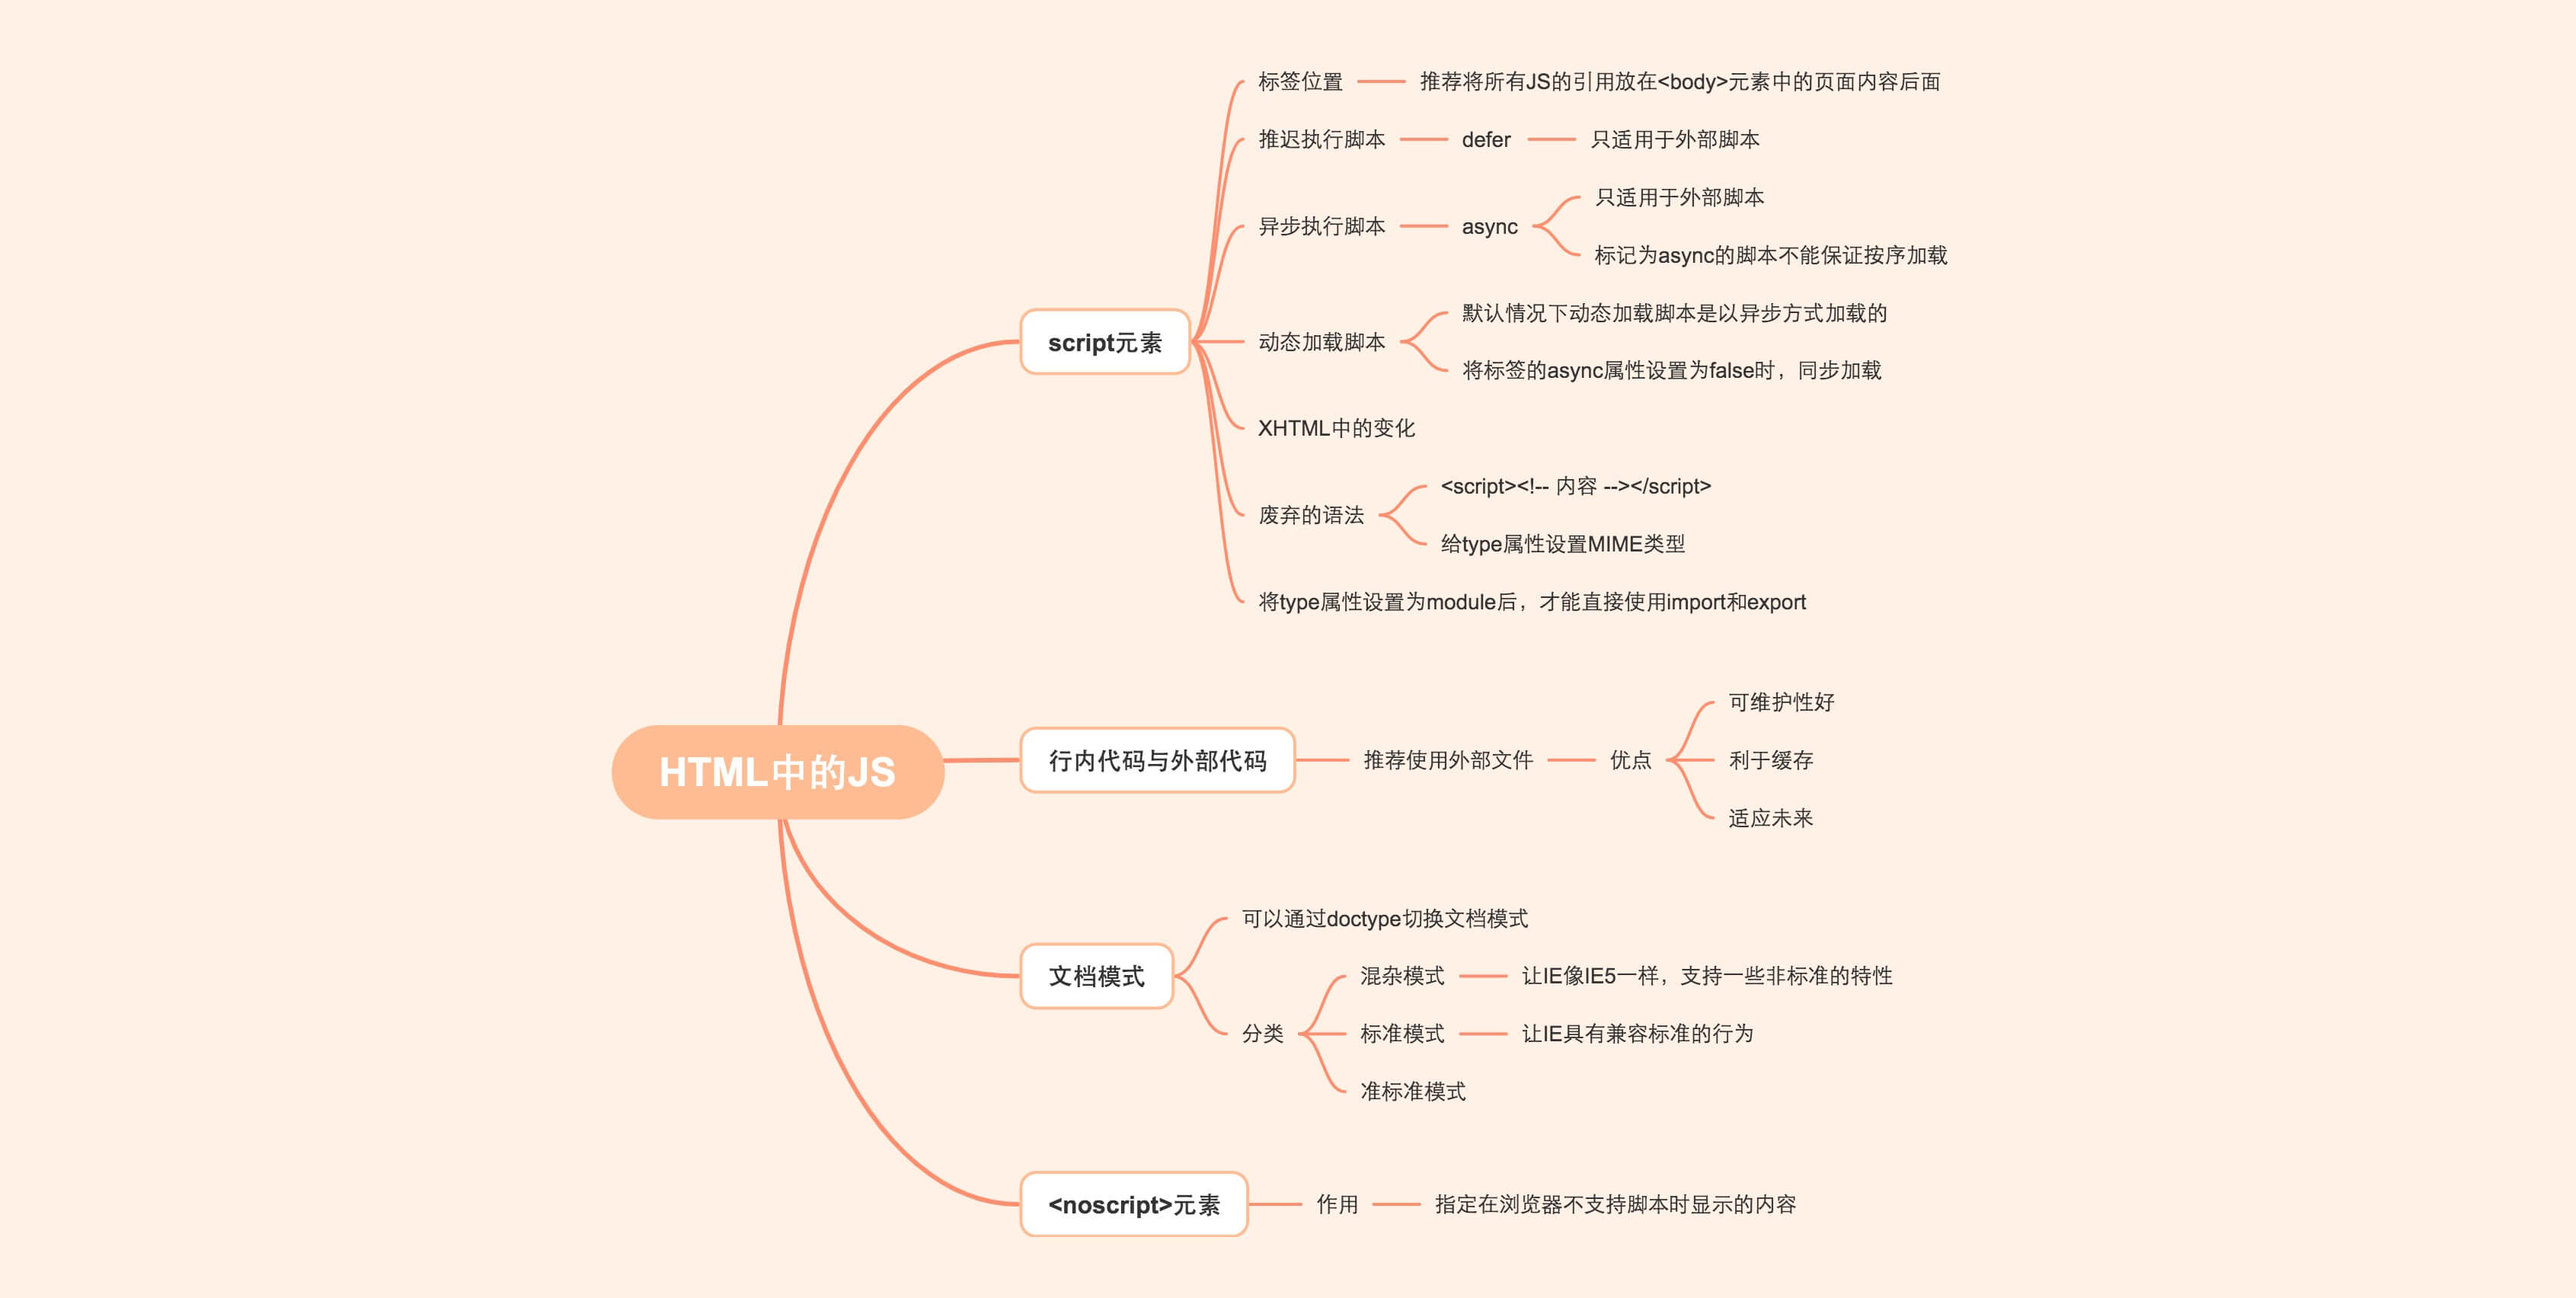 标签位置
推荐将所有JS的引用放在<body>元素中的页面内容后面
推迟执行脚本
defer
只适用于外部脚本
异步执行脚本
async
只适用于外部脚本
标记为async的脚本不能保证按序加载
script元素
动态加载脚本
默认情况下动态加载脚本是以异步方式加载的
将标签的async属性设置为false时，同步加载
XHTML中的变化
废弃的语法
<script><!-- 内容 --></script>
给type属性设置MIME类型
将type属性设置为module后，才能直接使用import和export
HTML中的JS
行内代码与外部代码
推荐使用外部文件
优点
可维护性好
利于缓存
适应未来
文档模式
可以通过doctype切换文档模式
分类
混杂模式
让IE像IE5一样，支持一些非标准的特性
标准模式
让IE具有兼容标准的行为
准标准模式
<noscript>元素
作用
指定在浏览器不支持脚本时显示的内容